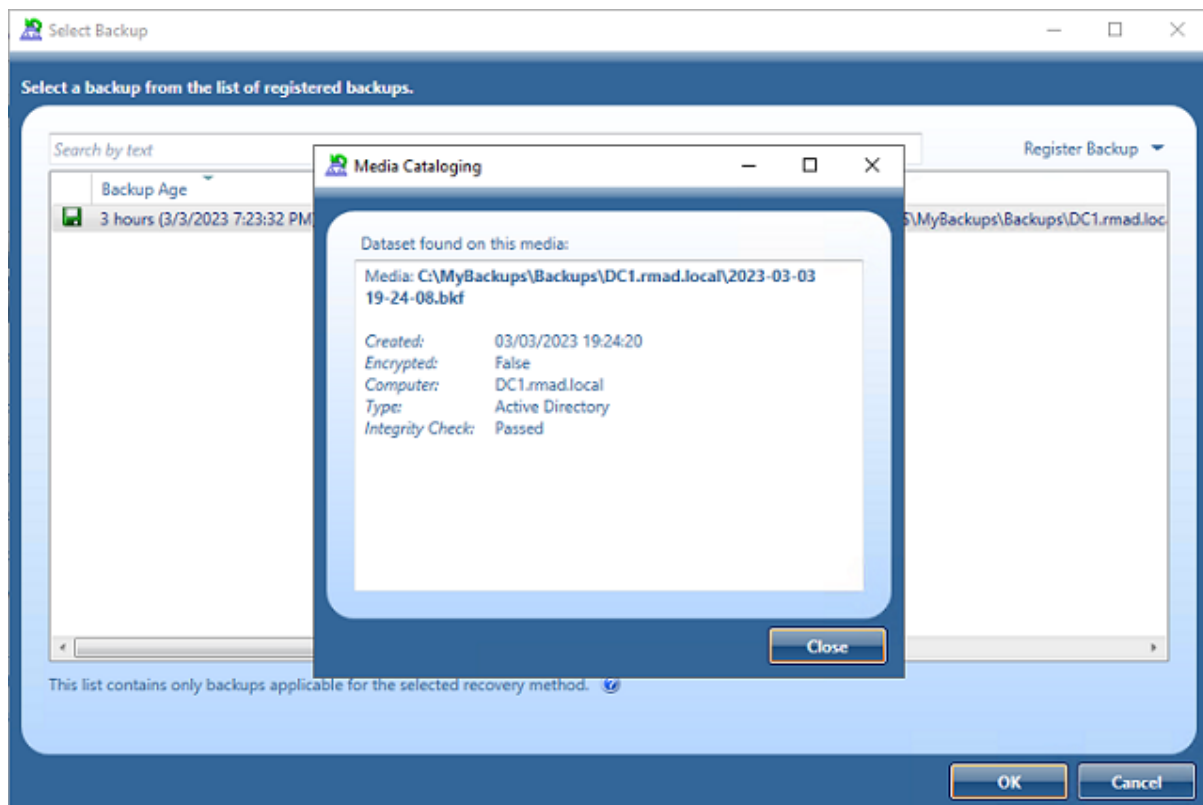 Select Backup
Select a backup from the list of registered backups.
Search by text
Register Backup
Backup Age
3 hours (3/3/2023 7:23:32 PM)
\MyBackups\Backups\DC1.rmad.loc
Media Cataloging
Dataset found on this media:
Media: C:\MyBackups\Backups\DC1.rmad.local\2023-03-03
19-24-08.bkf
Created: 03/03/2023 19:24:20
Encrypted: False
Computer: DC1.rmad.local
Type: Active Directory
Integrity Check: Passed
Close
This list contains only backups applicable for the selected recovery method.
OK
Cancel